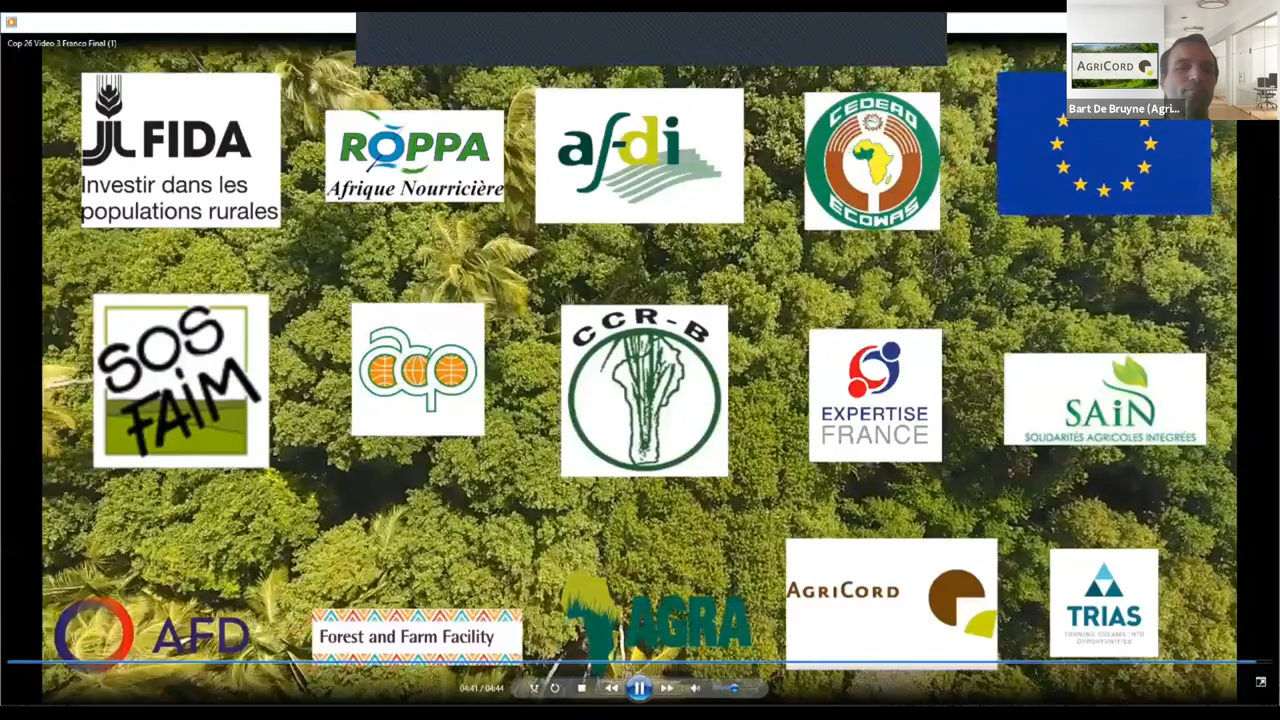 Cop 26 Video 3 Franco Final (1)
AGRICORD
Bart De Bruyne (Agri...
FIDA
Investir dans les
populations rurales
ROPPA
Afrique Nourricière
afdi
CEDEAO
ECOWAS
SOS
FAIM
acp
CCR-B
EXPERTISE
FRANCE
SAiN
SOLIDARITÉS AGRICOLES INTEGRÉES
AFD
Forest and Farm Facility
AGRA
AGRICORD
TRIAS
TURNING DREAMS INTO
OPPORTUNITIES
04:41 / 04:44